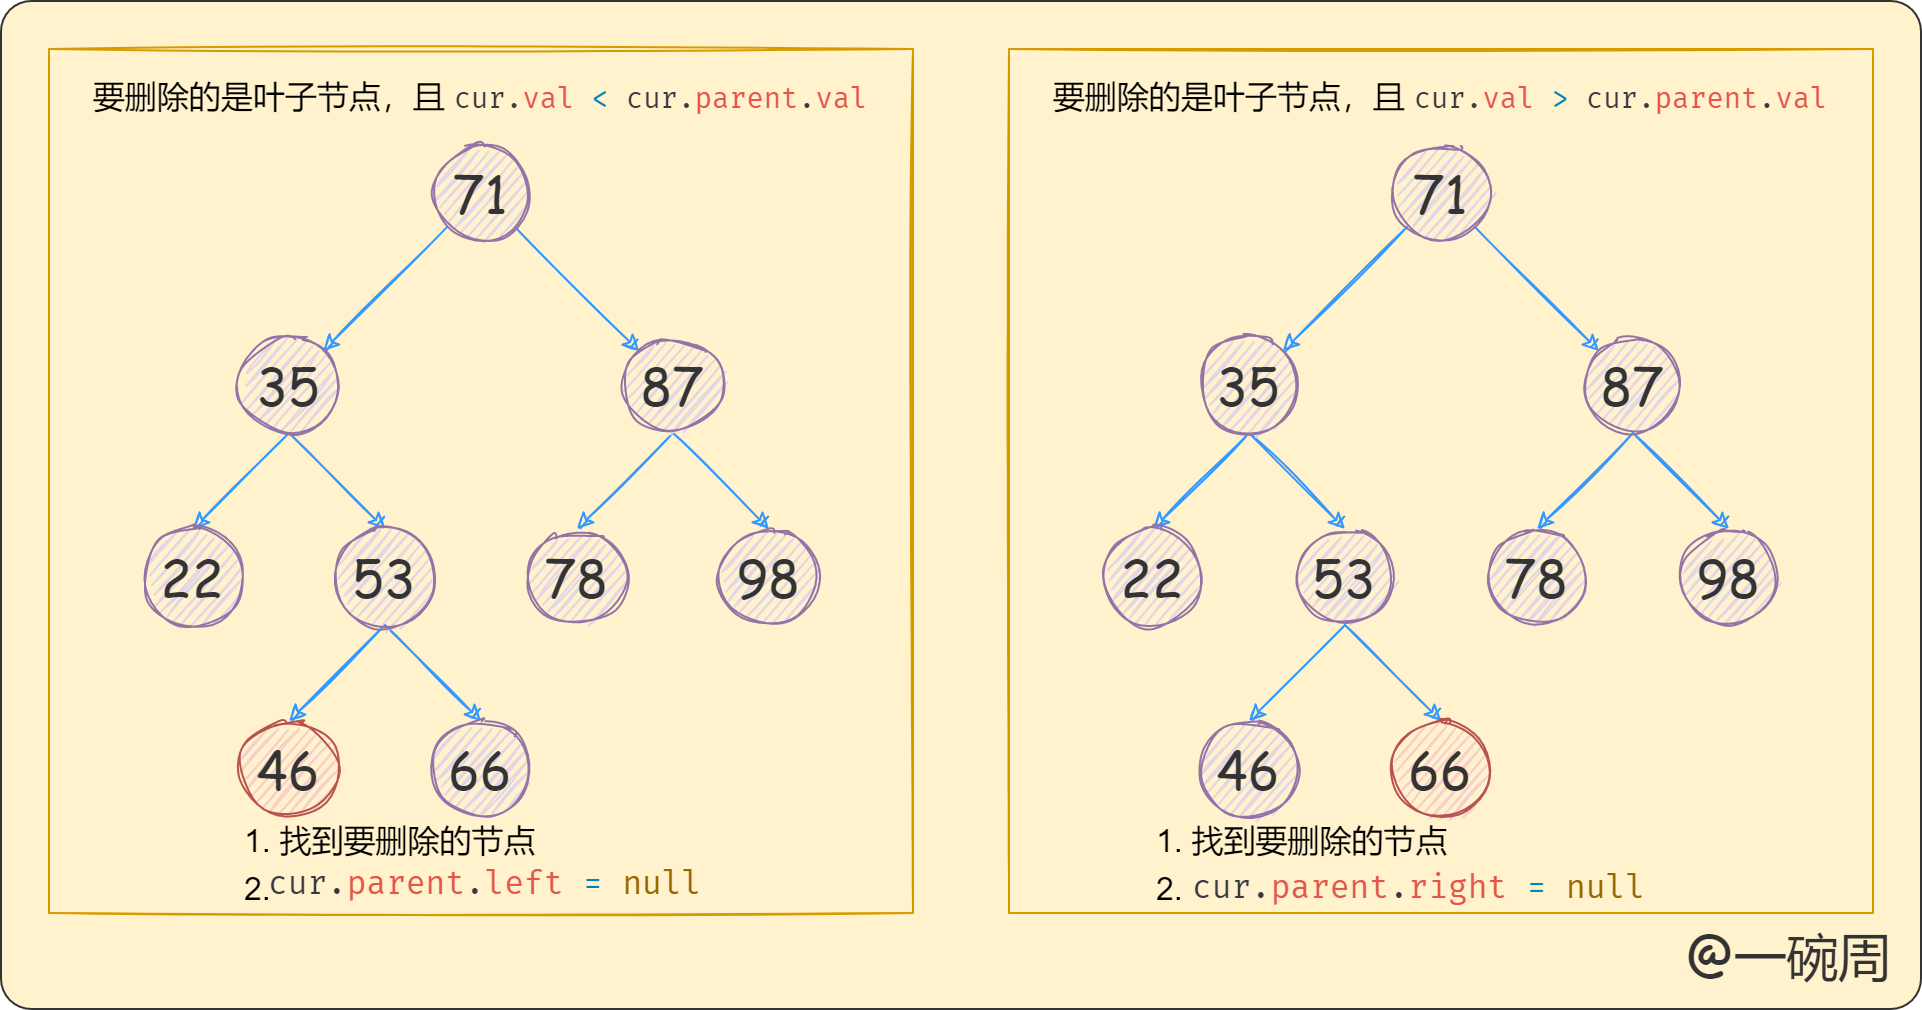 要删除的是叶子节点，且 cur.val < cur.parent.val
71
35
87
22
53
78
98
46
66
1. 找到要删除的节点
2.cur.parent.left = null
要删除的是叶子节点，且 cur.val > cur.parent.val
71
35
87
22
53
78
98
46
66
1. 找到要删除的节点
2. cur.parent.right = null
@一碗周